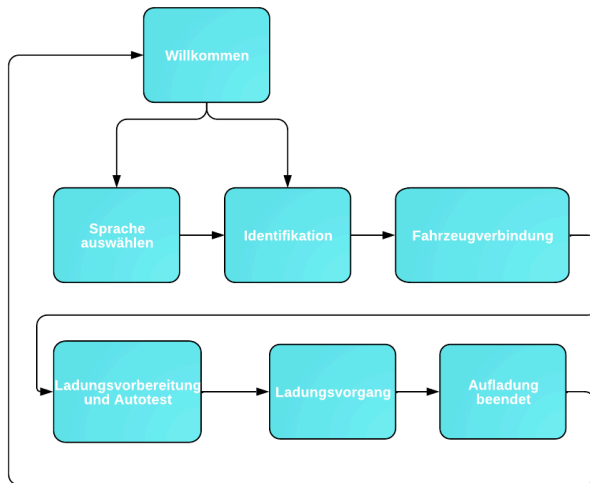 Willkommen
Sprache
auswählen
Identifikation
Fahrzeugverbindung
Ladungsvorbereitung
und Autotest
Ladungsvorgang
Aufladung
beendet